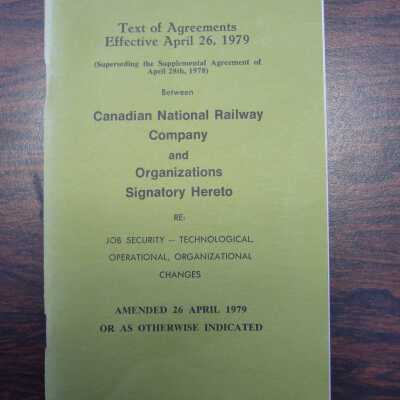 Text of Agreements
Effective April 26, 1979
(Superseding the Supplemental Agreement of
April 28th, 1978)
Between
Canadian National Railway
Company
and
Organizations
Signatory Hereto
RE:
JOB SECURITY — TECHNOLOGICAL,
OPERATIONAL, ORGANIZATIONAL
CHANGES
AMENDED 26 APRIL 1979
OR AS OTHERWISE INDICATED